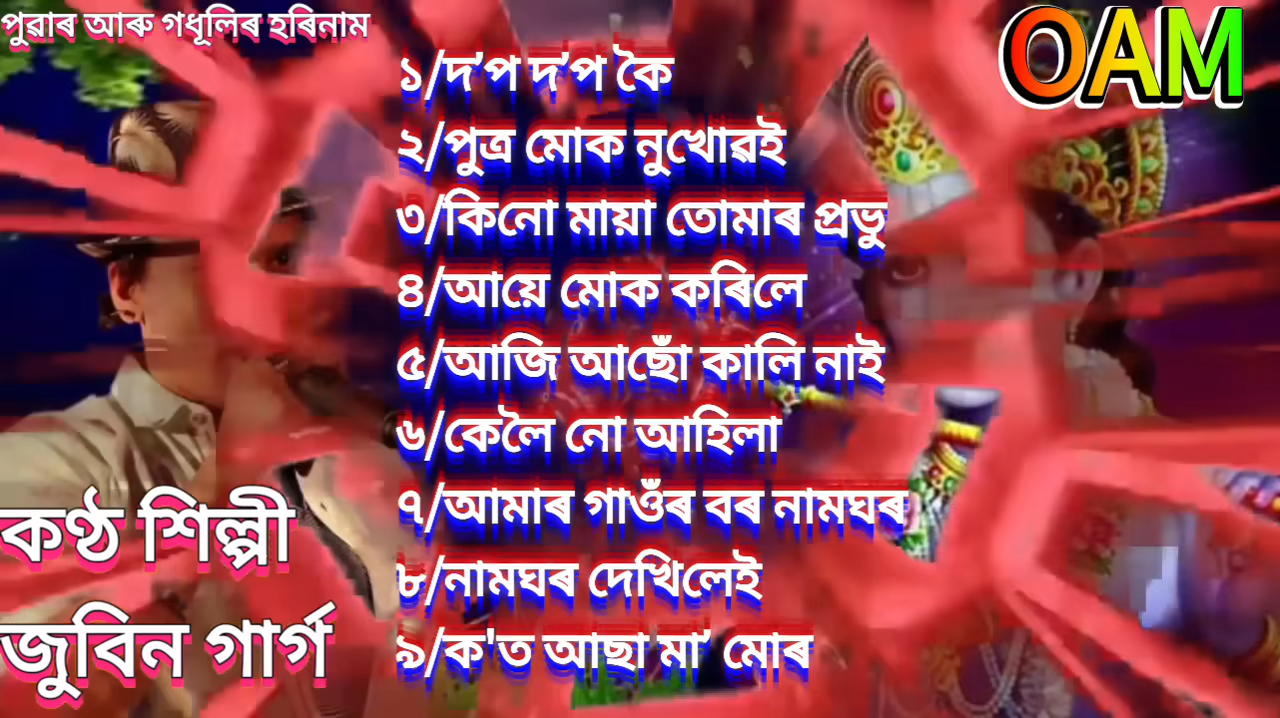 পুৱাৰ আৰু গধূলিৰ হৰিনাম
OAM
১/দ'প দ'প কৈ
২/পুত্ৰ মোক নুখোৱই
৩/কিনো মায়া তোমাৰ প্ৰভু
৪/আয়ে মোক কৰিলে
৫/আজি আছোঁ কালি নাই
৬/কেলৈ নো আহিলা
৭/আমাৰ গাওঁৰ বৰ নামঘৰ
৮/নামঘৰ দেখিলেই
৯/ক'ত আছা মা' মোৰ
কণ্ঠ শিল্পী
জুবিন গাৰ্গ